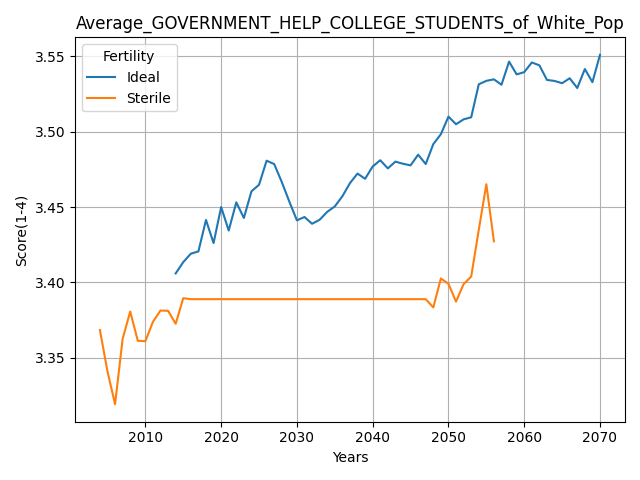 Average_GOVERNMENT_HELP_COLLEGE_STUDENTS_of_White_Pop
Fertility
Ideal
Sterile
3.55
3.50
3.45
3.40
3.35
Score(1-4)
2010 2020 2030 2040 2050 2060 2070
Years